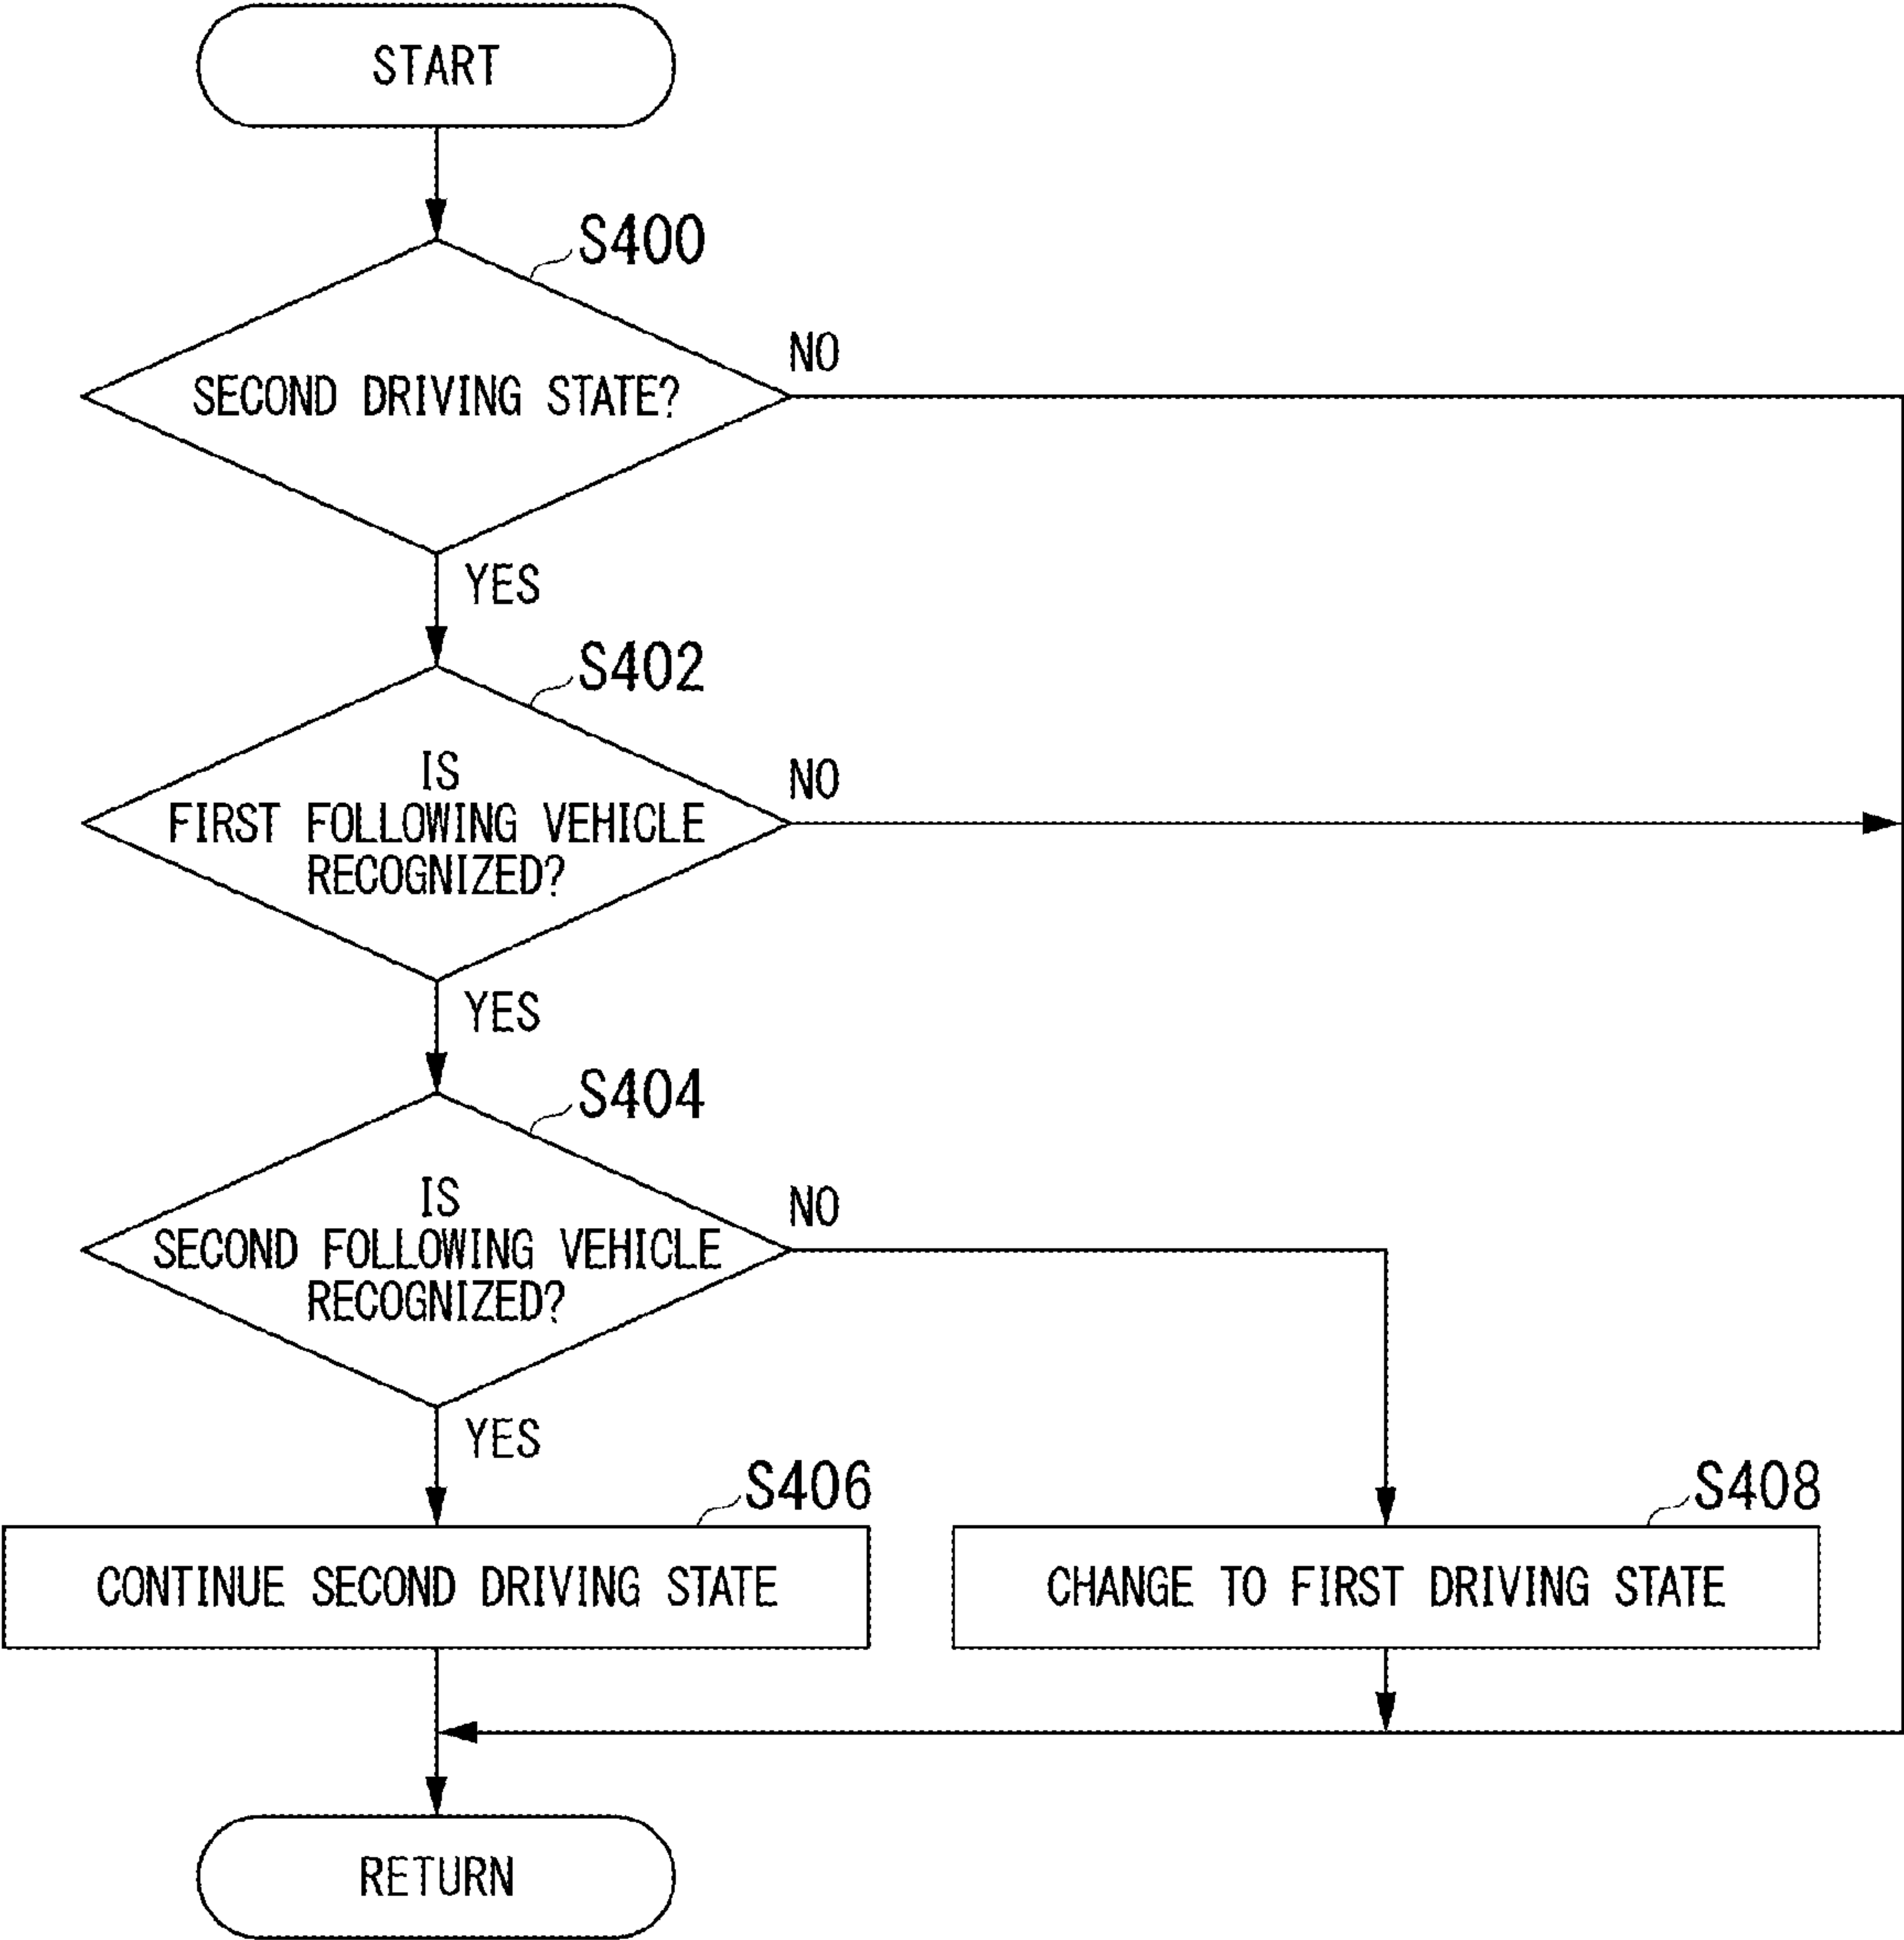 START
S400
NO
SECOND DRIVING STATE?
YES
S402
NO
IS
FIRST FOLLOWING VEHICLE
RECOGNIZED?
YES
S404
NO
IS
SECOND FOLLOWING VEHICLE
RECOGNIZED?
YES
S406
S408
CONTINUE SECOND DRIVING STATE
CHANGE TO FIRST DRIVING STATE
RETURN